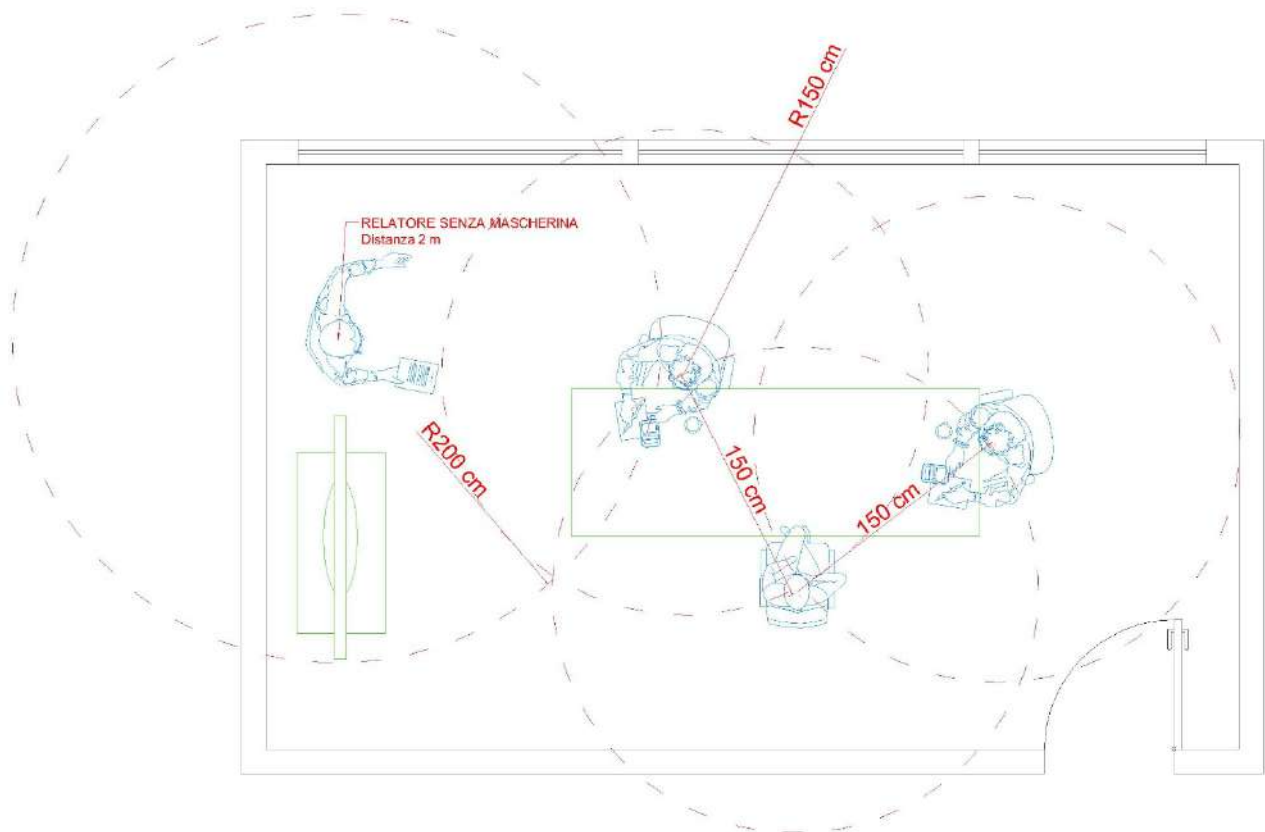 R150 cm
RELATORE SENZA MASCHERINA
Distanza 2 m
R200 cm
150 cm
150 cm